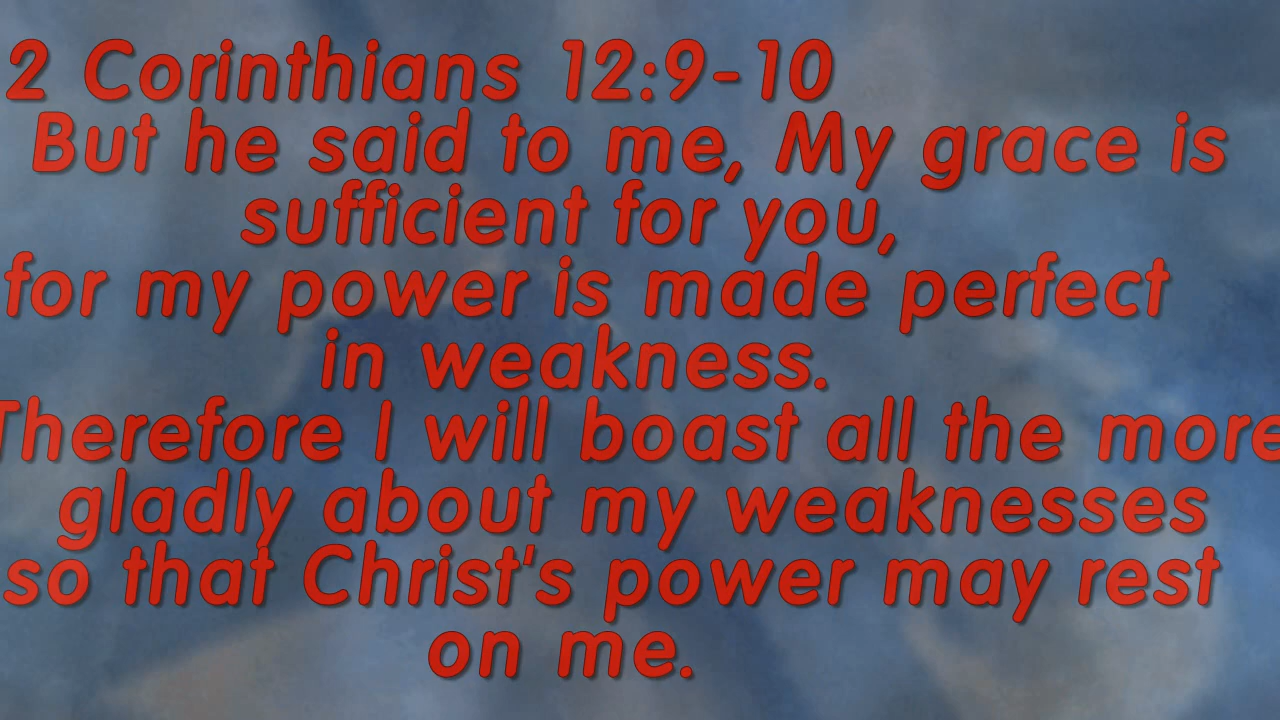 2 Corinthians 12:9-10
But he said to me, My grace is
sufficient for you,
for my power is made perfect
in weakness.
Therefore I will boast all the more
gladly about my weaknesses
so that Christ's power may rest
on me.